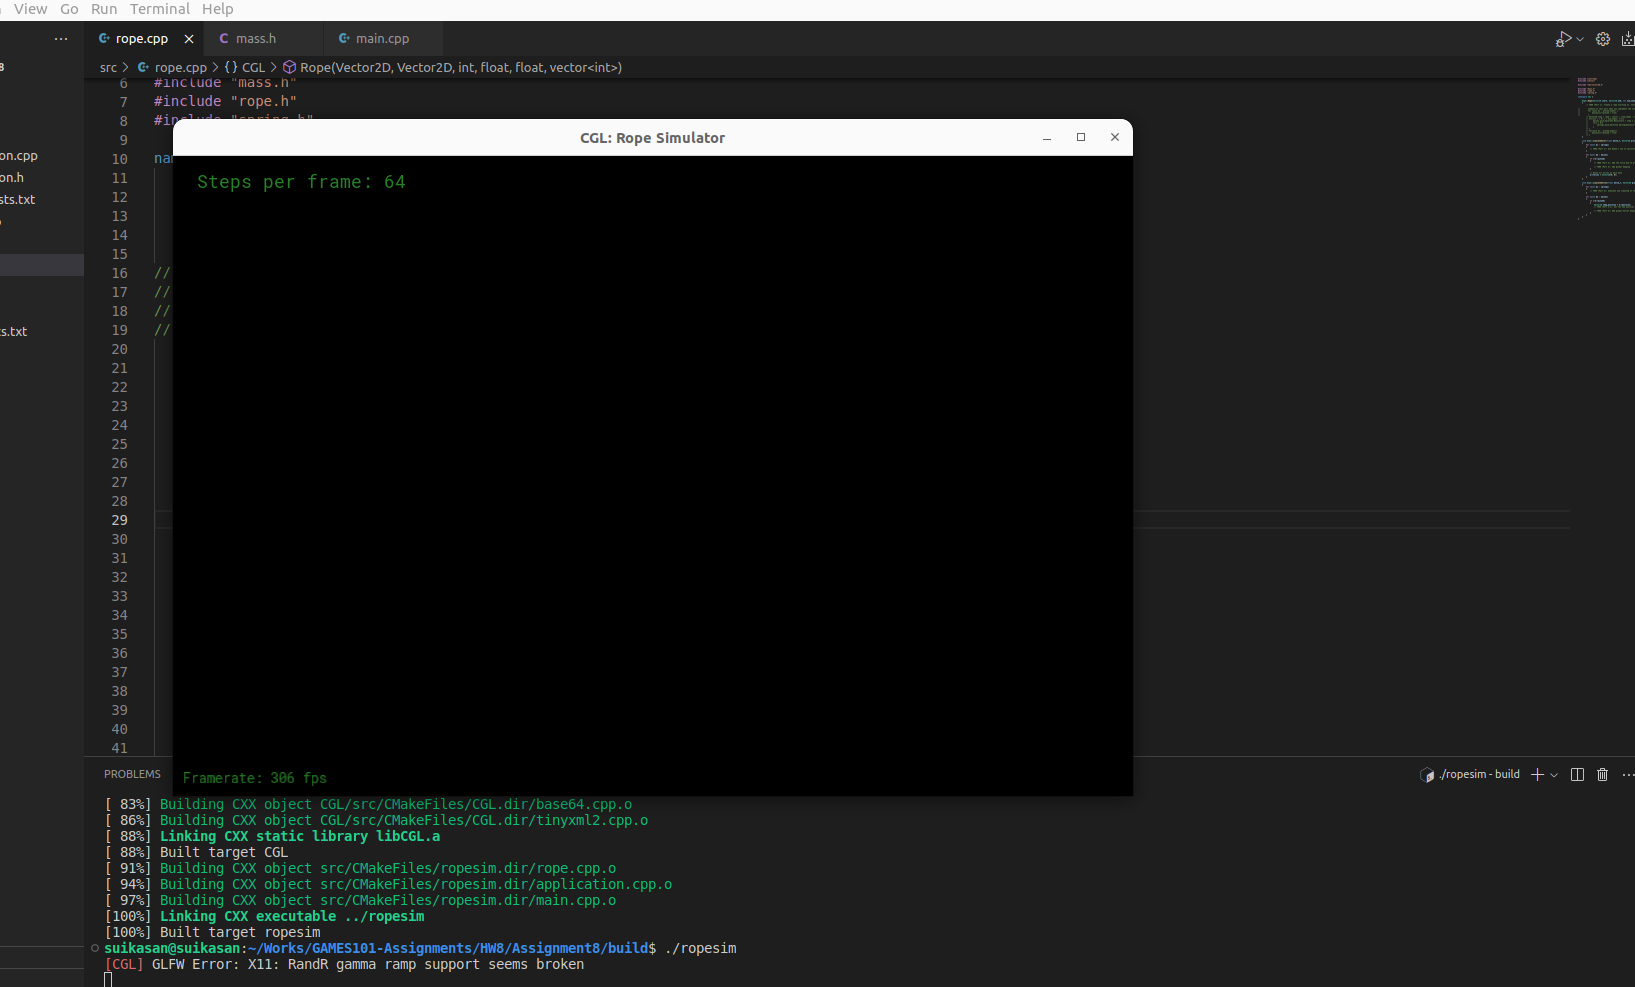 View Go Run Terminal Help
rope.cpp mass.h main.cpp
src > rope.cpp > {} CGL > Rope(Vector2D, Vector2D, int, float, float, vector<int>)
6 #include "mass.h"
7 #include "rope.h"
8
9
10
11
12
13
14
15
16 //
17 //
18 //
19 //
20
21
22
23
24
25
26
27
28
29
30
31
32
33
34
35
36
37
38
39
40
41
on.cpp
on.h
sts.txt
s.txt
CGL: Rope Simulator
Steps per frame: 64
Framerate: 306 fps
PROBLEMS
./ropesim - build
[ 83%] Building CXX object CGL/src/CMakeFiles/CGL.dir/base64.cpp.o
[ 86%] Building CXX object CGL/src/CMakeFiles/CGL.dir/tinyxml2.cpp.o
[ 88%] Linking CXX static library libCGL.a
[ 88%] Built target CGL
[ 91%] Building CXX object src/CMakeFiles/ropesim.dir/rope.cpp.o
[ 94%] Building CXX object src/CMakeFiles/ropesim.dir/application.cpp.o
[ 97%] Building CXX object src/CMakeFiles/ropesim.dir/main.cpp.o
[100%] Linking CXX executable ../ropesim
[100%] Built target ropesim
suikasan@suikasan:~/Works/GAMES101-Assignments/HW8/Assignment8/build$ ./ropesim
[CGL] GLFW Error: X11: RandR gamma ramp support seems broken